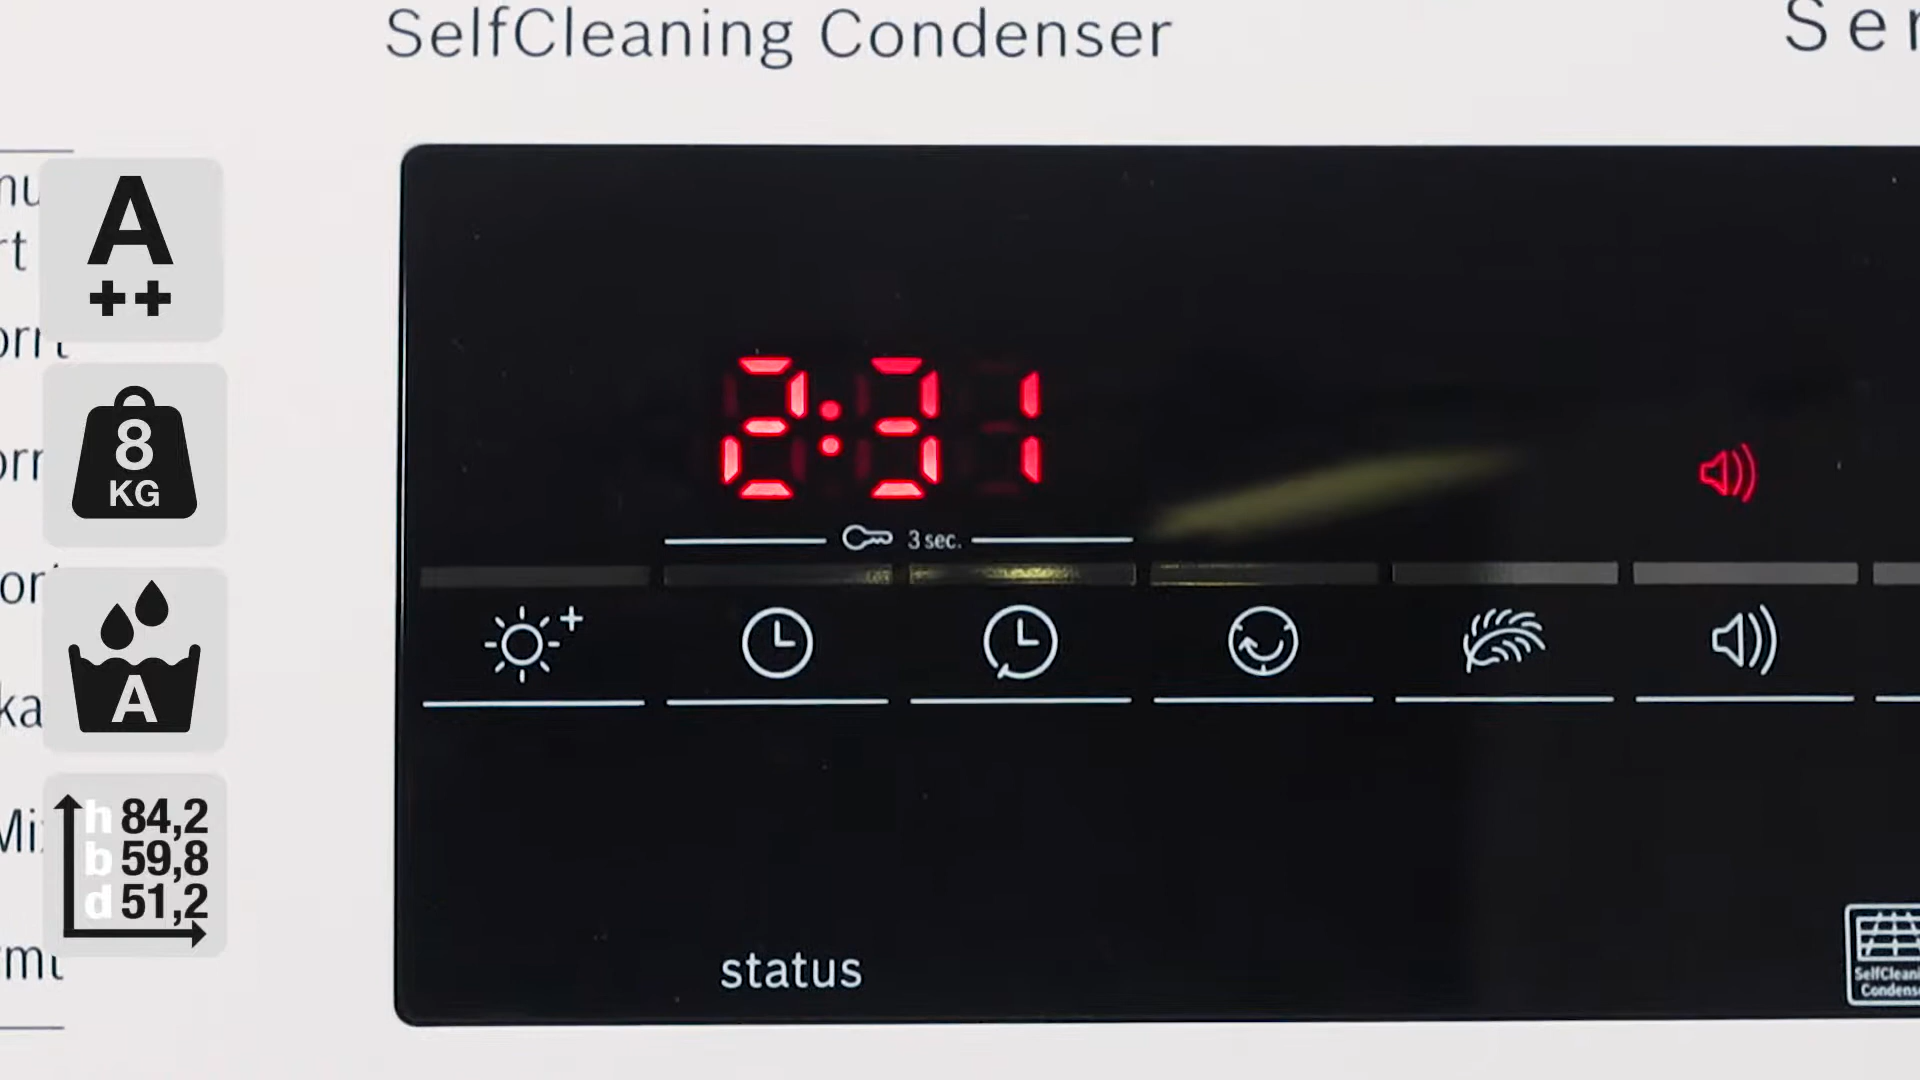 SelfCleaning Condenser
A
++
8
KG
A
h 84,2
b 59,8
d 51,2
2:31
3 sec.
status